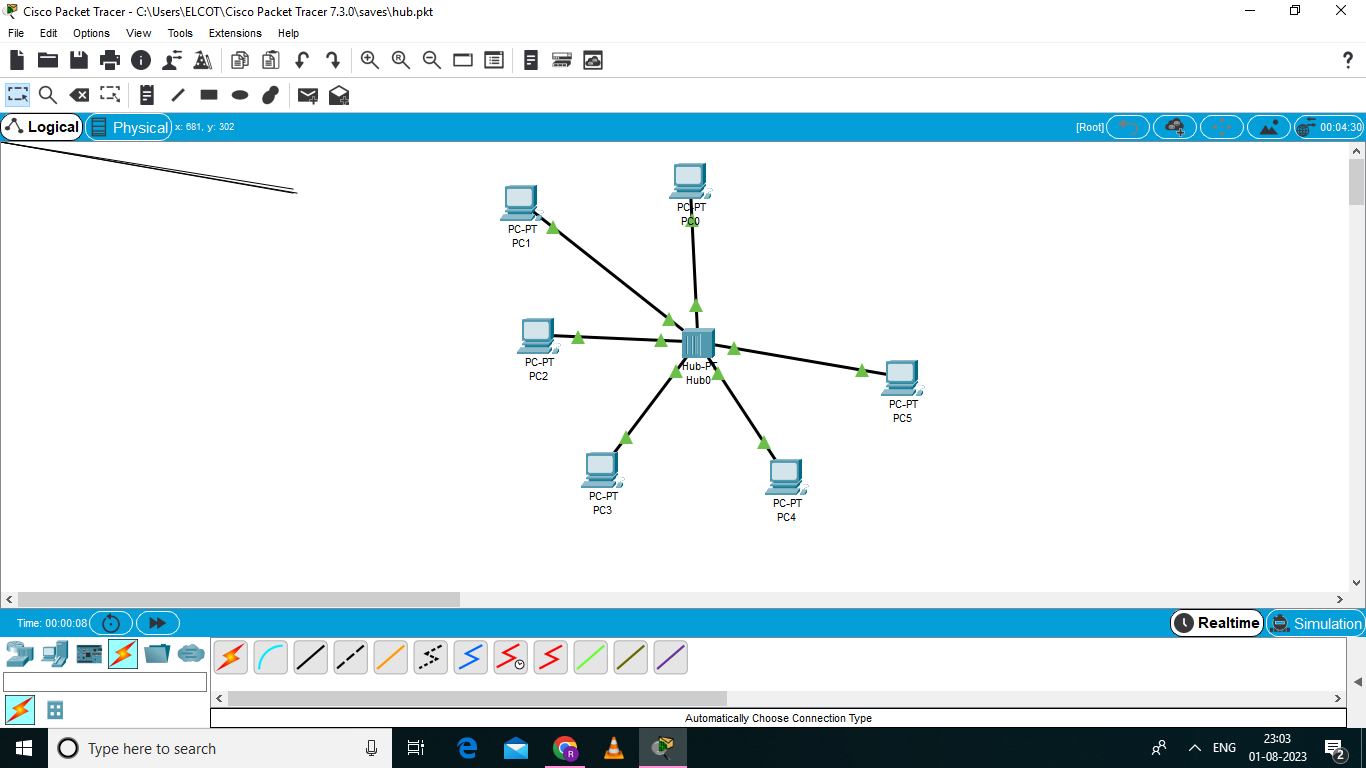 Cisco Packet Tracer - C:\Users\ELCOT\Cisco Packet Tracer 7.3.0\saves\hub.pkt
File Edit Options View Tools Extensions Help
?
Logical Physical x: 681, y: 302 [Root] 00:04:30
PC-PT
PC0
PC-PT
PC1
PC-PT
PC2
Hub-PT
Hub0
PC-PT
PC5
PC-PT
PC3
PC-PT
PC4
Time: 00:00:08 Realtime Simulation
Automatically Choose Connection Type
Type here to search
R
ENG
23:03
01-08-2023
2